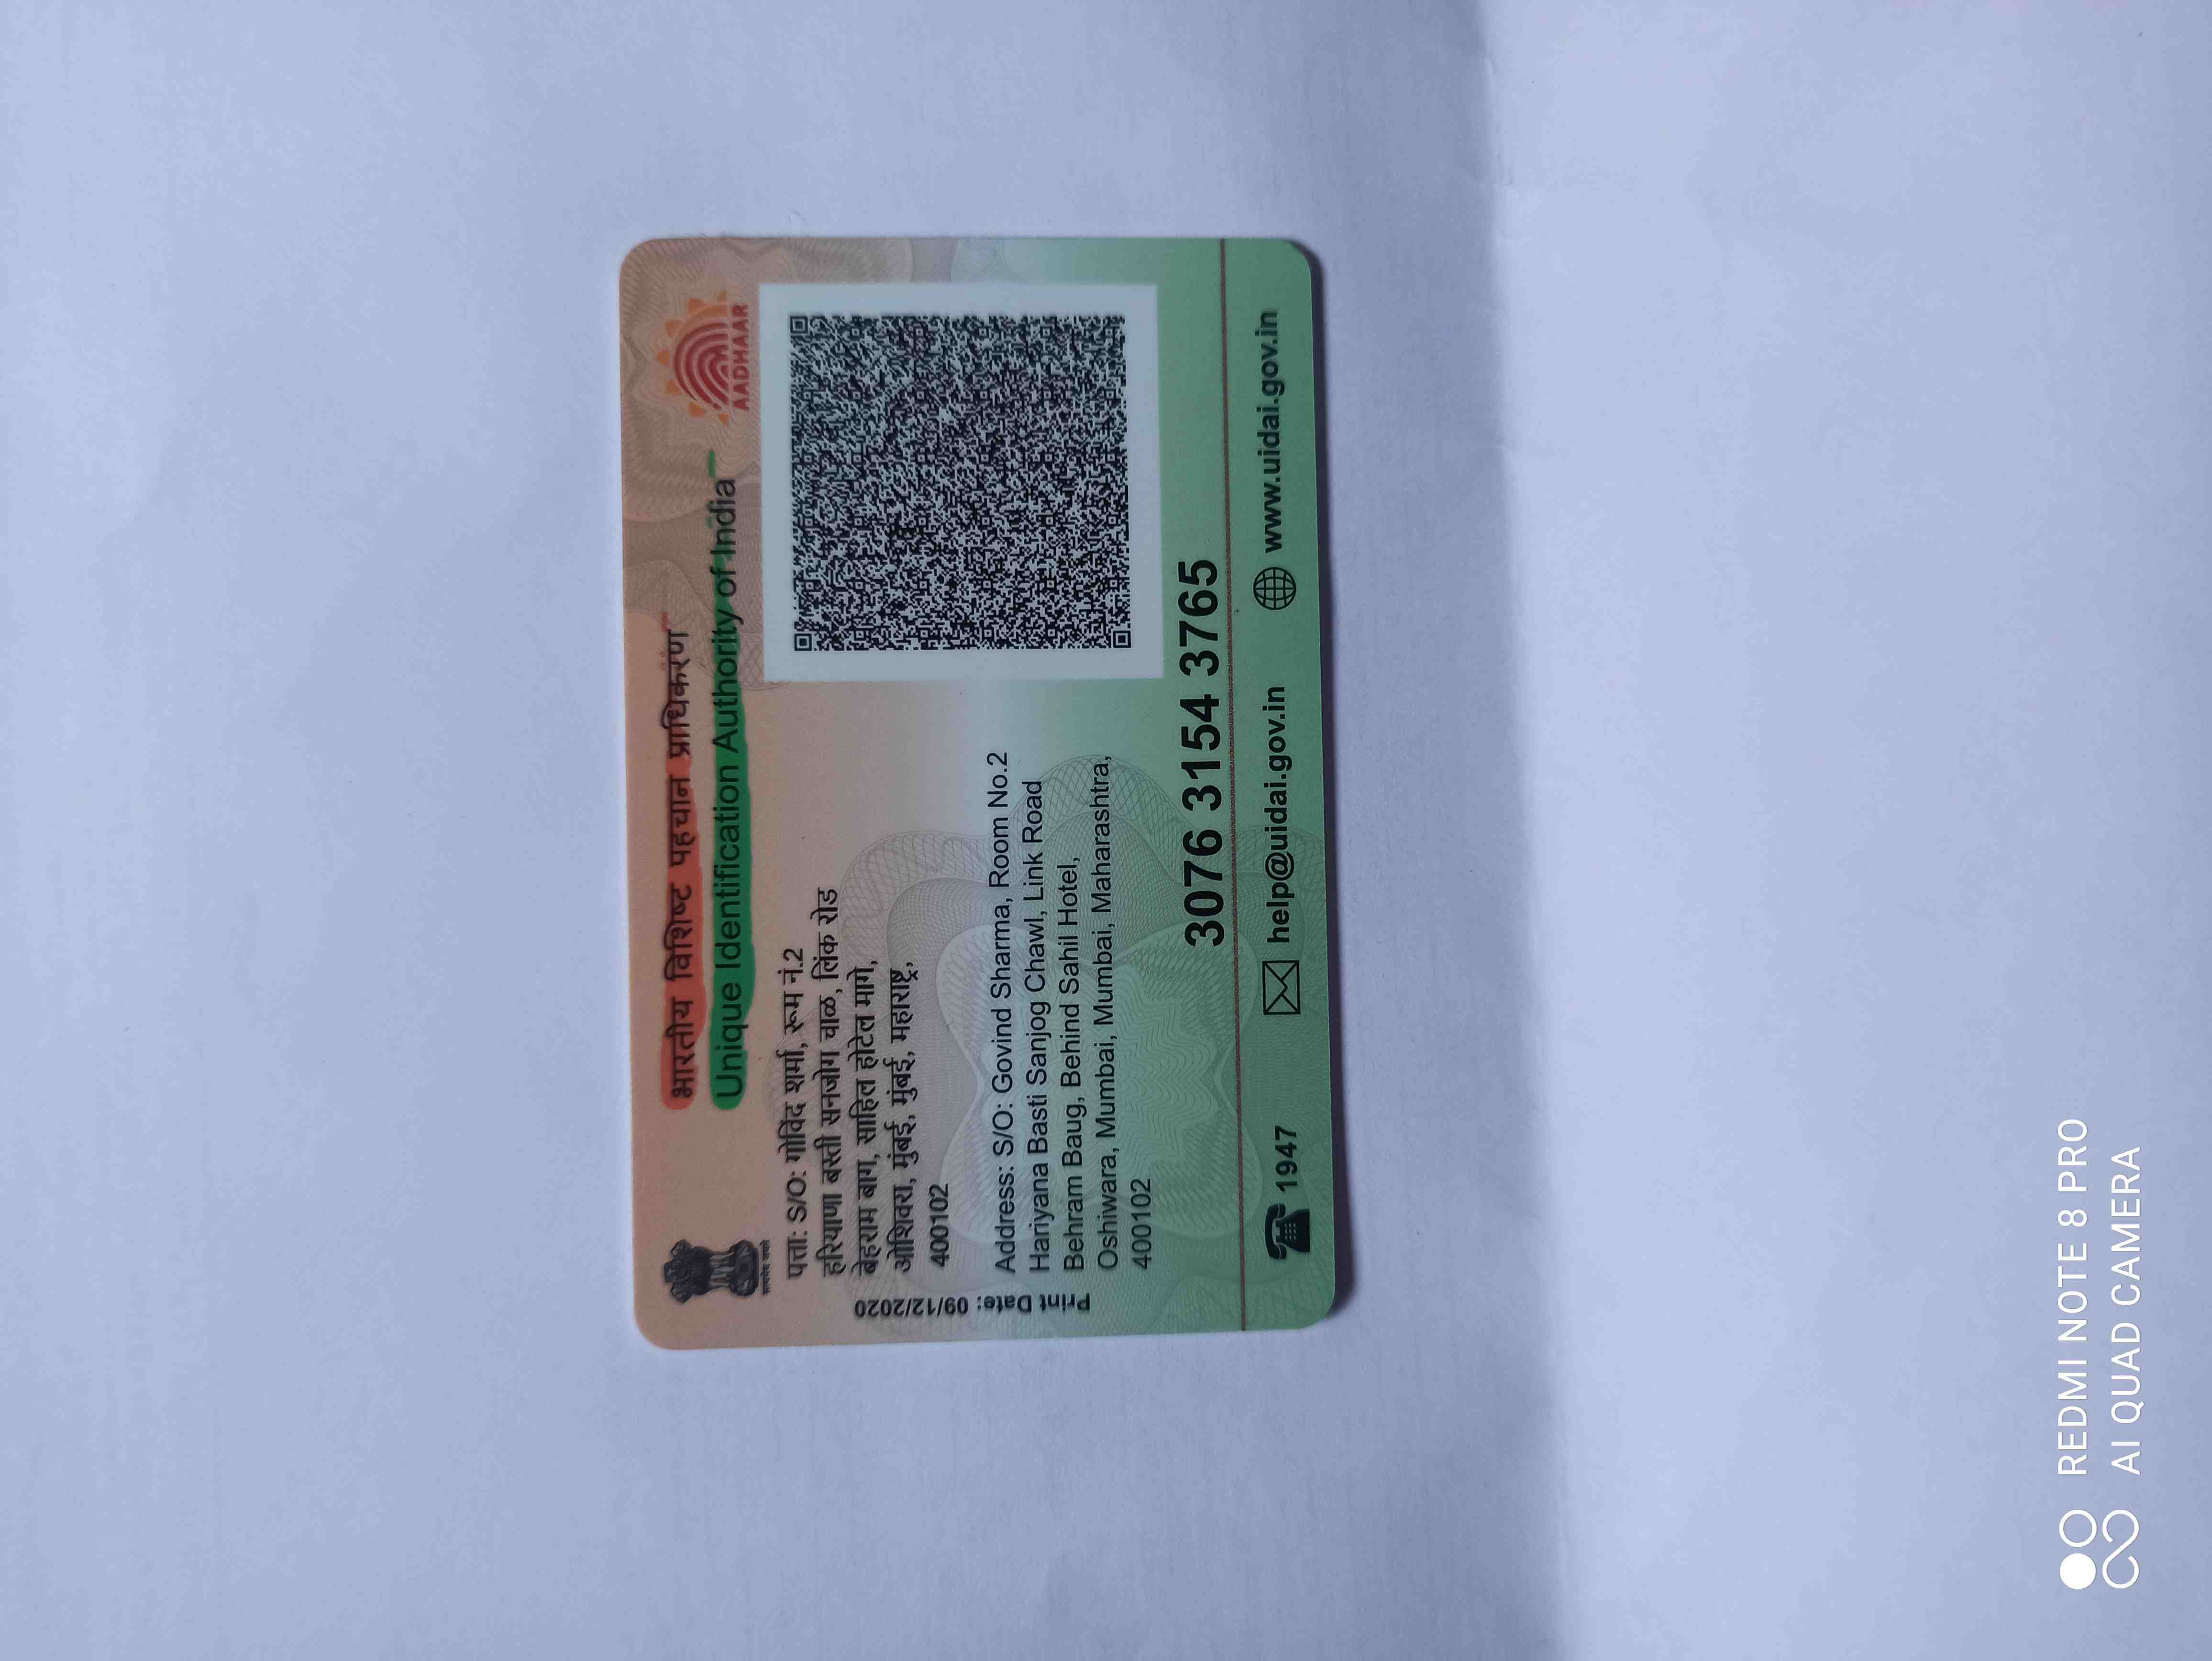 भारतीय विशिष्ट पहचान प्राधिकरण
Unique Identification Authority of India
AADHAAR
सत्यमेव जयते
पत्ता: S/O: गोविंद शर्मा, रूम नं.2
हरियाणा बस्ती सनजोग चाळ, लिंक रोड
बेहराम बाग, साहिल होटेल मागे,
ओशिवरा, मुंबई, मुंबई, महाराष्ट्र,
400102
Address: S/O: Govind Sharma, Room No.2
Hariyana Basti Sanjog Chawl, Link Road
Behram Baug, Behind Sahil Hotel,
Oshiwara, Mumbai, Mumbai, Maharashtra,
400102
Print Date: 09/12/2020
3076 3154 3765
1947
help@uidai.gov.in
www.uidai.gov.in
REDMI NOTE 8 PRO
AI QUAD CAMERA